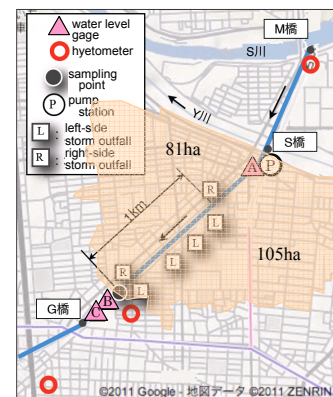 water level
gage
hyetometer
sampling
point
P
pump
station
L
: left-side
storm outfall
R
: right-side
storm outfall
M橋
S川
Y川
S橋
81ha
A
P
R
1km
L
L
L
105ha
R
L
B
C
G橋
©2011 Google - 地図データ ©2011 ZENRIN